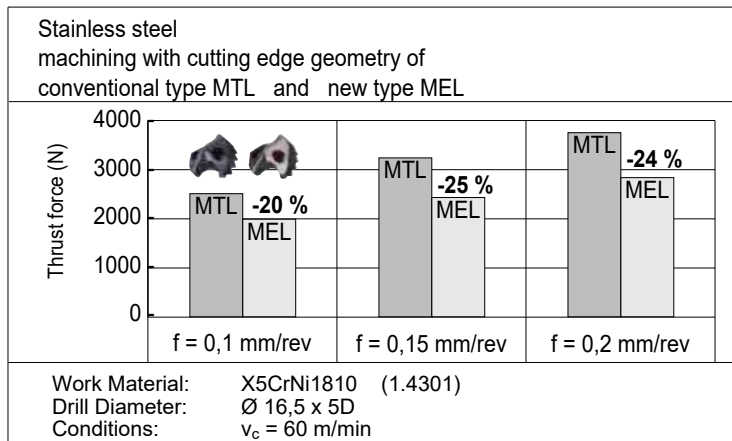 Stainless steel
machining with cutting edge geometry of
conventional type MTL and new type MEL
Thrust force (N)
4000
3000
2000
1000
0
MTL
-20 %
MEL
MTL
-25 %
MEL
MTL
-24 %
MEL
f = 0,1 mm/rev
f = 0,15 mm/rev
f = 0,2 mm/rev
Work Material: X5CrNi1810 (1.4301)
Drill Diameter: Ø 16,5 x 5D
Conditions: vc = 60 m/min